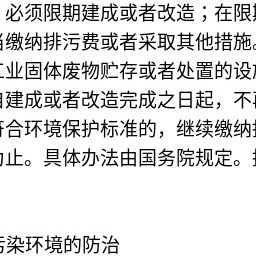 必须限期建成或者改造；在限
缴纳排污费或者采取其他措施。
业固体废物贮存或者处置的设
建成或者改造完成之日起，不
合环境保护标准的，继续缴纳
止。具体办法由国务院规定。
染环境的防治